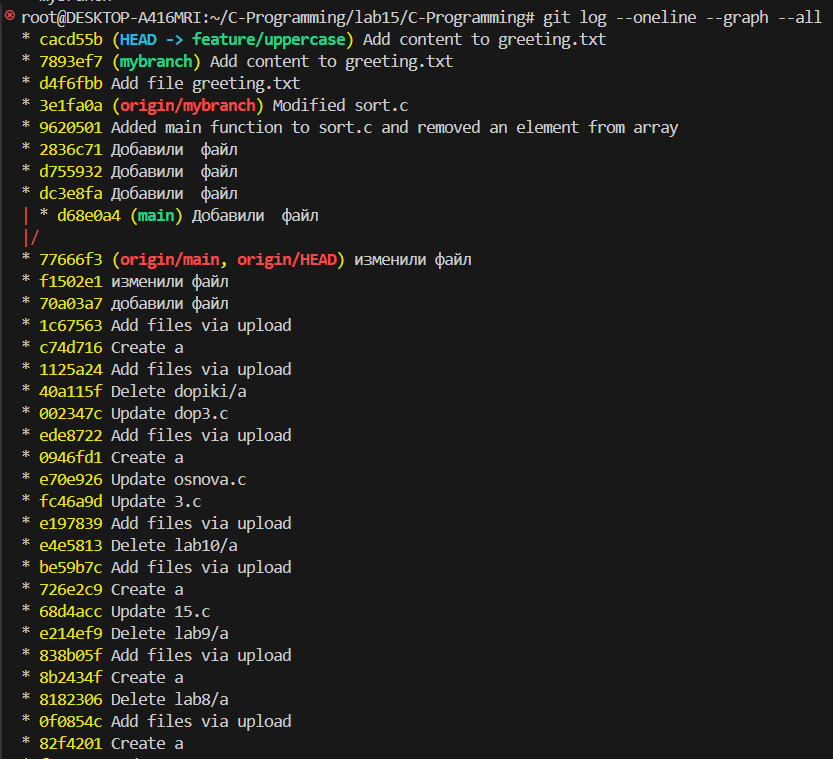 root@DESKTOP-A416MRI:~/C-Programming/lab15/C-Programming# git log --oneline --graph --all
* cacd55b (HEAD -> feature/uppercase) Add content to greeting.txt
* 7893ef7 (mybranch) Add content to greeting.txt
* d4f6fbb Add file greeting.txt
* 3e1fa0a (origin/mybranch) Modified sort.c
* 9620501 Added main function to sort.c and removed an element from array
* 2836c71 Добавили  файл
* d755932 Добавили  файл
* dc3e8fa Добавили  файл
| * d68e0a4 (main) Добавили  файл
|/
* 77666f3 (origin/main, origin/HEAD) изменили файл
* f1502e1 изменили файл
* 70a03a7 добавили файл
* 1c67563 Add files via upload
* c74d716 Create a
* 1125a24 Add files via upload
* 40a115f Delete dopiki/a
* 002347c Update dop3.c
* ede8722 Add files via upload
* 0946fd1 Create a
* e70e926 Update osnova.c
* fc46a9d Update 3.c
* e197839 Add files via upload
* e4e5813 Delete lab10/a
* be59b7c Add files via upload
* 726e2c9 Create a
* 68d4acc Update 15.c
* e214ef9 Delete lab9/a
* 838b05f Add files via upload
* 8b2434f Create a
* 8182306 Delete lab8/a
* 0f0854c Add files via upload
* 82f4201 Create a